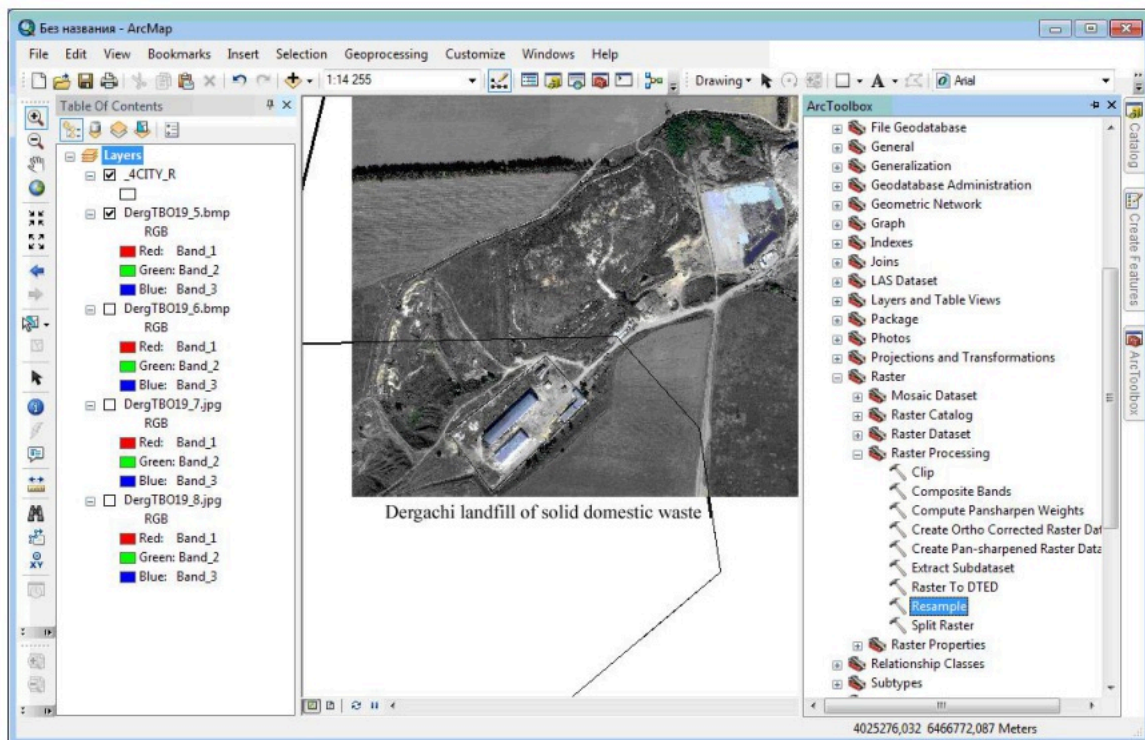 Без названия - ArcMap
File Edit View Bookmarks Insert Selection Geoprocessing Customize Windows Help
1:14 255
Drawing
A
Arial
Table Of Contents
Layers
_4CITY_R
DergTBO19_5.bmp
RGB
Red: Band_1
Green: Band_2
Blue: Band_3
DergTBO19_6.bmp
RGB
Red: Band_1
Green: Band_2
Blue: Band_3
DergTBO19_7.jpg
RGB
Red: Band_1
Green: Band_2
Blue: Band_3
DergTBO19_8.jpg
RGB
Red: Band_1
Green: Band_2
Blue: Band_3
XY
Dergachi landfill of solid domestic waste
ArcToolbox
File Geodatabase
General
Generalization
Geodatabase Administration
Geometric Network
Graph
Indexes
Joins
LAS Dataset
Layers and Table Views
Package
Photos
Projections and Transformations
Raster
Mosaic Dataset
Raster Catalog
Raster Dataset
Raster Processing
Clip
Composite Bands
Compute Pansharpen Weights
Create Ortho Corrected Raster Dat
Create Pan-sharpened Raster Data
Extract Subdataset
Raster To DTED
Resample
Split Raster
Raster Properties
Relationship Classes
Subtypes
Catalog
Create Features
ArcToolbox
4025276,032 6466772,087 Meters